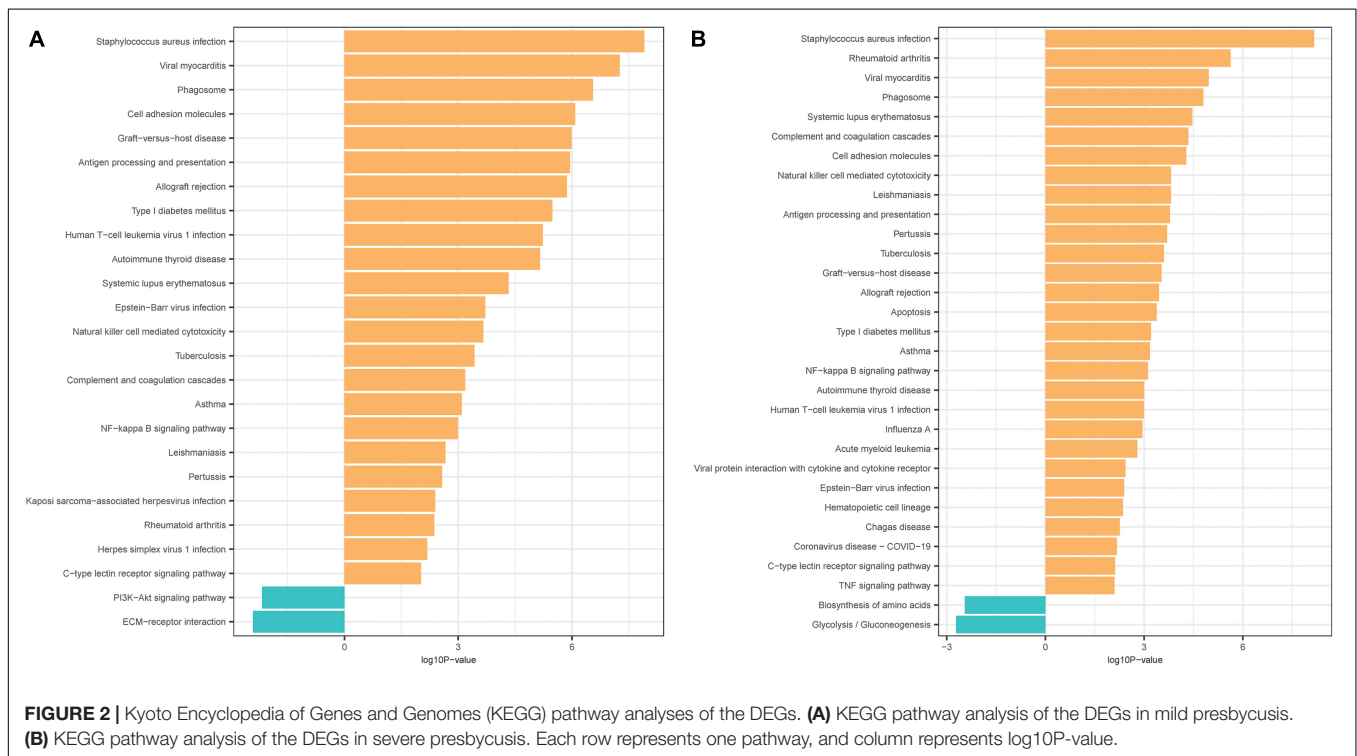 A
Staphylococcus aureus infection
Viral myocarditis
Phagosome
Cell adhesion molecules
Graft−versus−host disease
Antigen processing and presentation
Allograft rejection
Type I diabetes mellitus
Human T−cell leukemia virus 1 infection
Autoimmune thyroid disease
Systemic lupus erythematosus
Epstein−Barr virus infection
Natural killer cell mediated cytotoxicity
Tuberculosis
Complement and coagulation cascades
Asthma
NF−kappa B signaling pathway
Leishmaniasis
Pertussis
Kaposi sarcoma−associated herpesvirus infection
Rheumatoid arthritis
Herpes simplex virus 1 infection
C−type lectin receptor signaling pathway
PI3K−Akt signaling pathway
ECM−receptor interaction
0 3 6
log10P−value
B
Staphylococcus aureus infection
Rheumatoid arthritis
Viral myocarditis
Phagosome
Systemic lupus erythematosus
Complement and coagulation cascades
Cell adhesion molecules
Natural killer cell mediated cytotoxicity
Leishmaniasis
Antigen processing and presentation
Pertussis
Tuberculosis
Graft−versus−host disease
Allograft rejection
Apoptosis
Type I diabetes mellitus
Asthma
NF−kappa B signaling pathway
Autoimmune thyroid disease
Human T−cell leukemia virus 1 infection
Influenza A
Acute myeloid leukemia
Viral protein interaction with cytokine and cytokine receptor
Epstein−Barr virus infection
Hematopoietic cell lineage
Chagas disease
Coronavirus disease − COVID−19
C−type lectin receptor signaling pathway
TNF signaling pathway
Biosynthesis of amino acids
Glycolysis / Gluconeogenesis
−3 0 3 6
log10P−value
FIGURE 2 | Kyoto Encyclopedia of Genes and Genomes (KEGG) pathway analyses of the DEGs. (A) KEGG pathway analysis of the DEGs in mild presbycusis.
(B) KEGG pathway analysis of the DEGs in severe presbycusis. Each row represents one pathway, and column represents log10P-value.